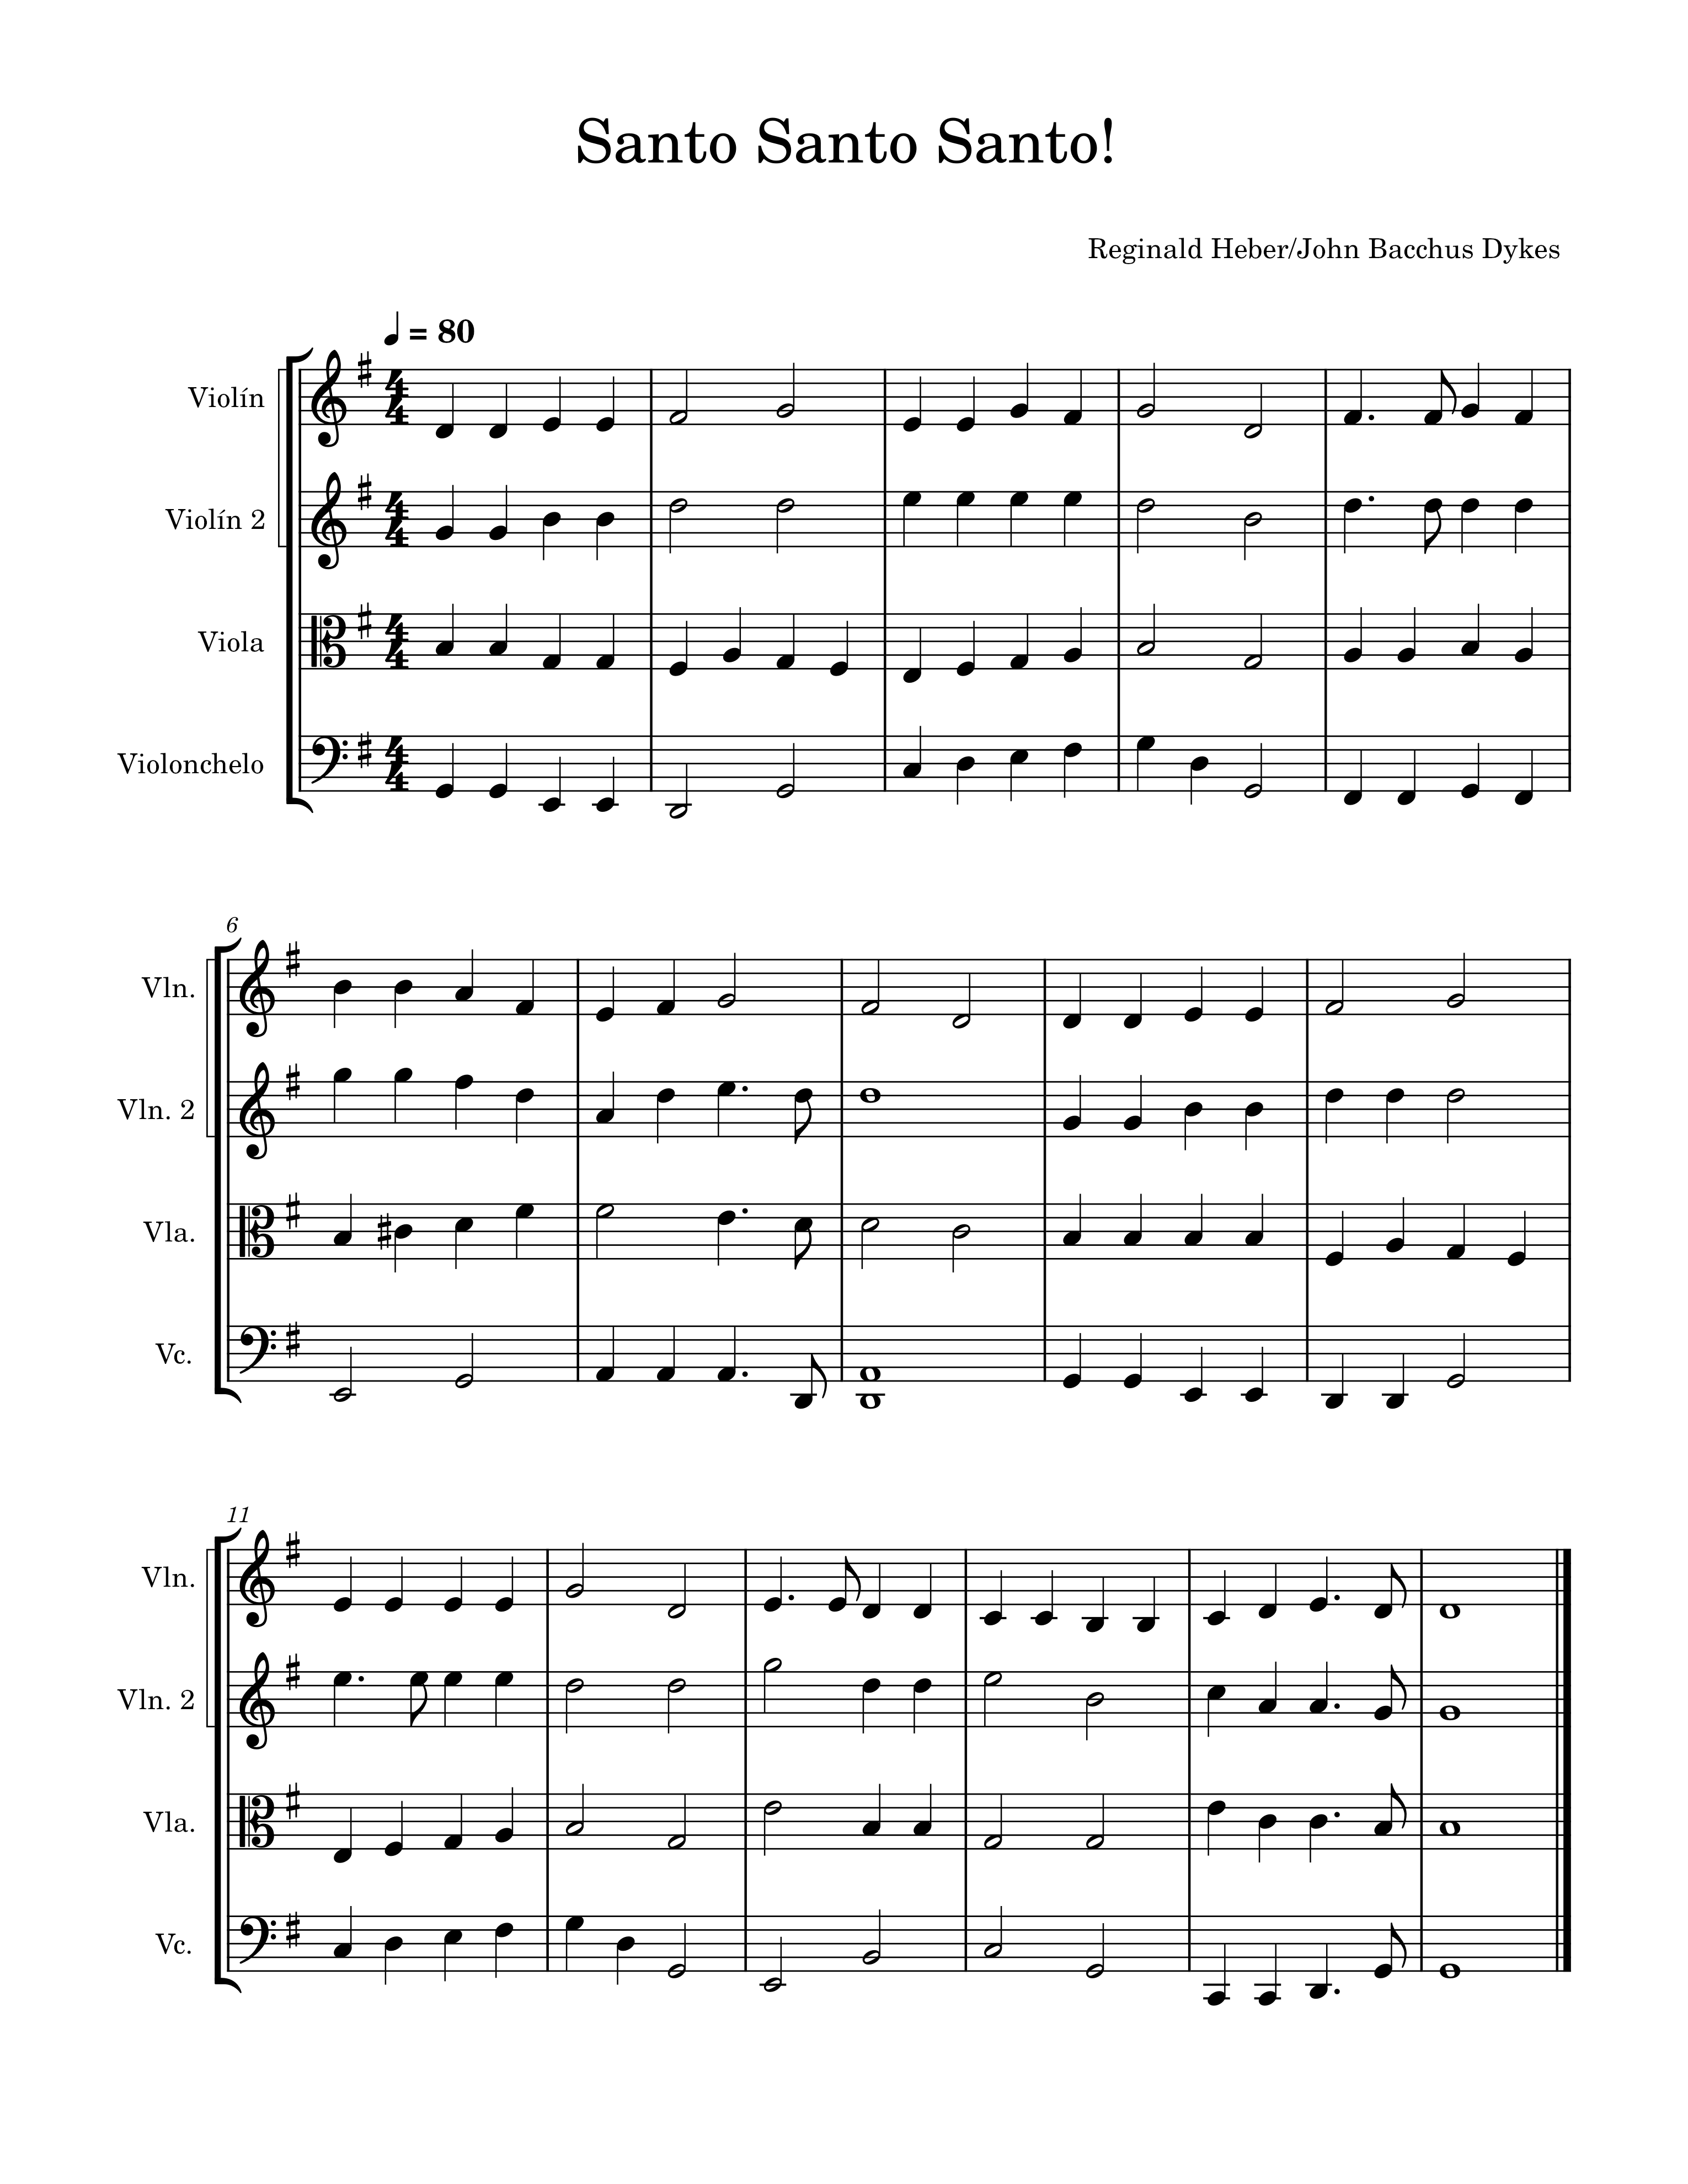 Santo Santo Santo!
Reginald Heber/John Bacchus Dykes
= 80
Violín
Violín 2
Viola
Violonchelo
6
Vln.
Vln. 2
Vla.
Vc.
11
Vln.
Vln. 2
Vla.
Vc.